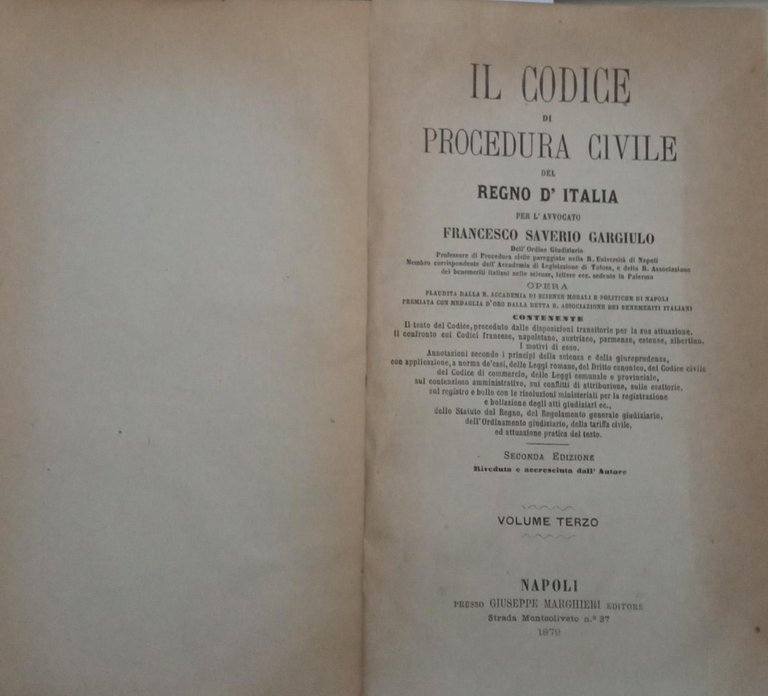 IL CODICE
DI
PROCEDURA CIVILE
DEL
REGNO D' ITALIA
PER L' AVVOCATO
FRANCESCO SAVERIO GARGIULO
Dell' Ordine Giudiziario
Professore di Procedura civile pareggiato nella R. Università di Napoli
Membro corrispondente dell' Accademia di Legislazione di Tolosa, e della R. Associazione
dei benemeriti italiani nelle scienze, lettere ecc. sedente in Palermo
OPERA
PLAUDITA DALLA R. ACCADEMIA DI SCIENZE MORALI E POLITICHE DI NAPOLI
PREMIATA CON MEDAGLIA D'ORO DALLA DETTA R. ASSOCIAZIONE DEI BENEMERITI ITALIANI
CONTENENTE
Il testo del Codice, preceduto dalle disposizioni transitorie per la sua attuazione.
Il confronto coi Codici francese, napoletano, austriaco, parmense, estense, albertino.
I motivi di esso.
Annotazioni secondo i principi della scienza e della giureprudenza,
con applicazione, a norma de'casi, delle Leggi romane, del Dritto canonico, del Codice civile
del Codice di commercio, delle Leggi comunale e provinciale,
sul contenzioso amministrativo, sui conflitti di attribuzione, sulle esattorie,
sul registro e bollo con le risoluzioni ministeriali per la registrazione
e bollazione degli atti giudiziari ec.,
dello Statuto del Regno, del Regolamento generale giudiziario,
dell'Ordinamento giudiziario, della tariffa civile,
ed attuazione pratica del testo.
SECONDA EDIZIONE
Riveduta e accresciuta dall' Autore
VOLUME TERZO
NAPOLI
PRESSO GIUSEPPE MARGHIERI EDITORE
Strada Monteoliveto n.° 37
1879